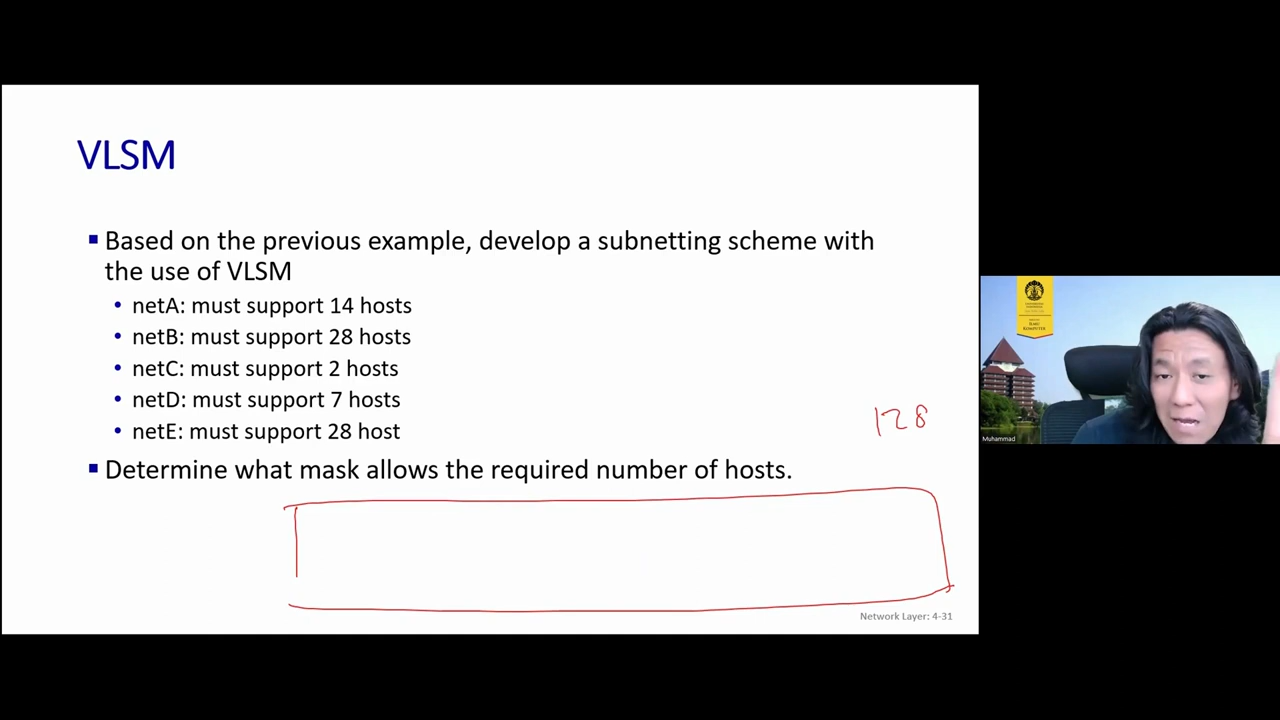 VLSM
▪ Based on the previous example, develop a subnetting scheme with
the use of VLSM
• netA: must support 14 hosts
• netB: must support 28 hosts
• netC: must support 2 hosts
• netD: must support 7 hosts
• netE: must support 28 host
128
▪ Determine what mask allows the required number of hosts.
Network Layer: 4-31
ILMU
KOMPUTER
Muhammad